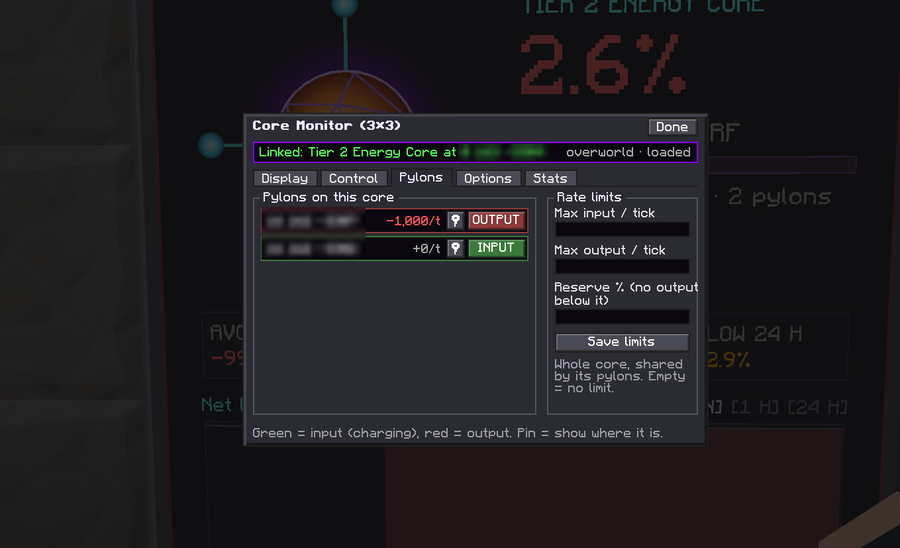 TIER 2 ENERGY CORE
2.6%
RF
· 2 pylons
Core Monitor (3×3)
Done
Linked: Tier 2 Energy Core at
overworld · loaded
Display
Control
Pylons
Options
Stats
Pylons on this core
-1,000/t
OUTPUT
+0/t
INPUT
Rate limits
Max input / tick
Max output / tick
Reserve % (no output
below it)
Save limits
Whole core, shared
by its pylons. Empty
= no limit.
Green = input (charging), red = output. Pin = show where it is.
LOW 24 H
2.9%
Net
[1 H] [24 H]